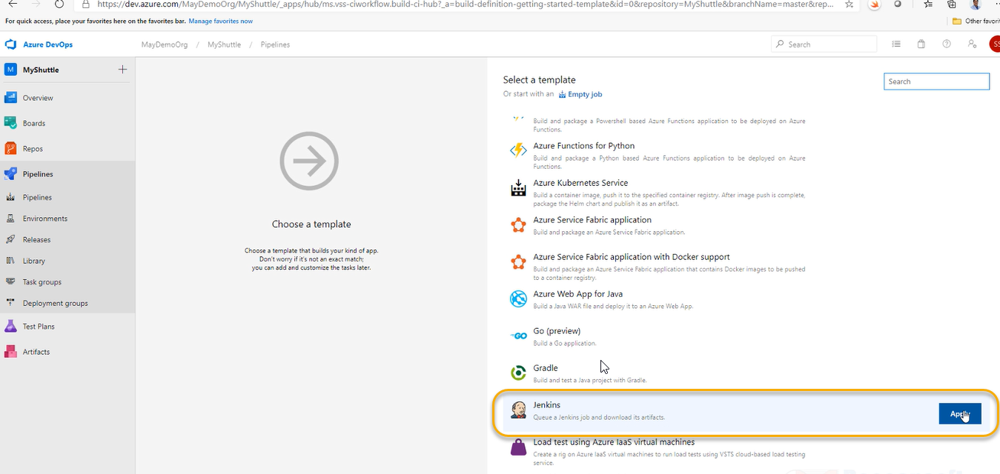 https://dev.azure.com/MayDemoOrg/MyShuttle/_apps/hub/ms.vss-ciworkflow.build-ci-hub?_a=build-definition-getting-started-template&id=0&repository=MyShuttle&branchName=master&rep...
For quick access, place your favorites here on the favorites bar. Manage favorites now
Other favorit
Azure DevOps
MayDemoOrg / MyShuttle / Pipelines
Search
SS
M MyShuttle
Overview
Boards
Repos
Pipelines
Pipelines
Environments
Releases
Library
Task groups
Deployment groups
Test Plans
Artifacts
Choose a template
Choose a template that builds your kind of app.
Don't worry if it's not an exact match;
you can add and customize the tasks later.
Select a template
Search
Or start with an Empty job
Build and package a Powershell based Azure Functions application to be deployed on Azure
Functions.
Azure Functions for Python
Build and package a Python based Azure Functions application to be deployed on Azure
Functions.
Azure Kubernetes Service
Build a container image, push it to the specified container registry. After image push is complete,
package the Helm chart and publish it as an artifact.
Azure Service Fabric application
Build and package an Azure Service Fabric application.
Azure Service Fabric application with Docker support
Build and package an Azure Service Fabric application that contains Docker images to be pushed
to a container registry.
Azure Web App for Java
Build a Java WAR file and deploy it to an Azure Web App.
GO
Go (preview)
Build a Go application.
Gradle
Build and test a Java project with Gradle.
Jenkins
Queue a Jenkins job and download its artifacts.
Apply
Load test using Azure IaaS virtual machines
Create a rig on Azure IaaS virtual machines to run load tests using VSTS cloud-based load testing
service.